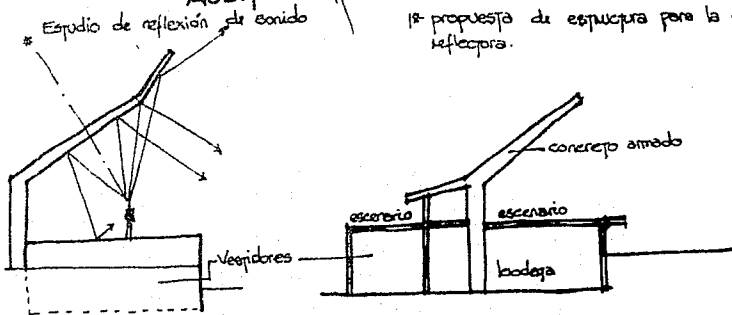 * Estudio de reflexión de sonido
1ª propuesta de estructura para la
reflectora.
concreto armado
escenario
escenario
Vestidores
bodega